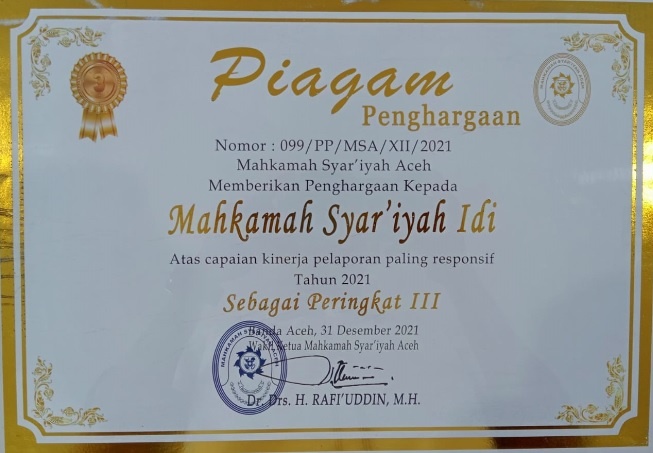 3
Piagam
Penghargaan
Nomor : 099/PP/MSA/XII/2021
Mahkamah Syar'iyah Aceh
Memberikan Penghargaan Kepada
Mahkamah Syar'iyah Idi
Atas capaian kinerja pelaporan paling responsif
Tahun 2021
Sebagai Peringkat III
Banda Aceh, 31 Desember 2021
Wakil Ketua Mahkamah Syar'iyah Aceh
Dr. Drs. H. RAFI'UDDIN, M.H.